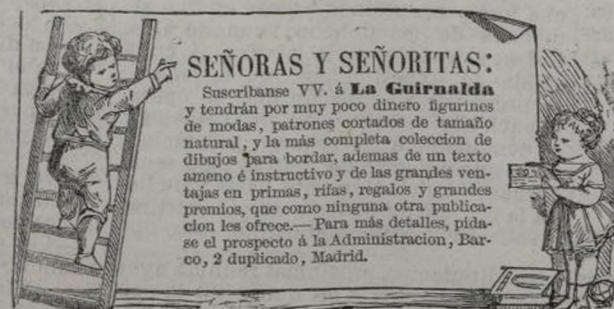 SEÑORAS Y SEÑORITAS:
Suscríbanse VV. á La Guirnalda
y tendrán por muy poco dinero figurines
de modas, patrones cortados de tamaño
natural, y la más completa coleccion de
dibujos para bordar, ademas de un texto
ameno é instructivo y de las grandes ven-
tajas en primas, rifas, regalos y grandes
premios, que como ninguna otra publica-
cion les ofrece.—Para más detalles, pída-
se el prospecto á la Administracion, Bar-
co, 2 duplicado, Madrid.